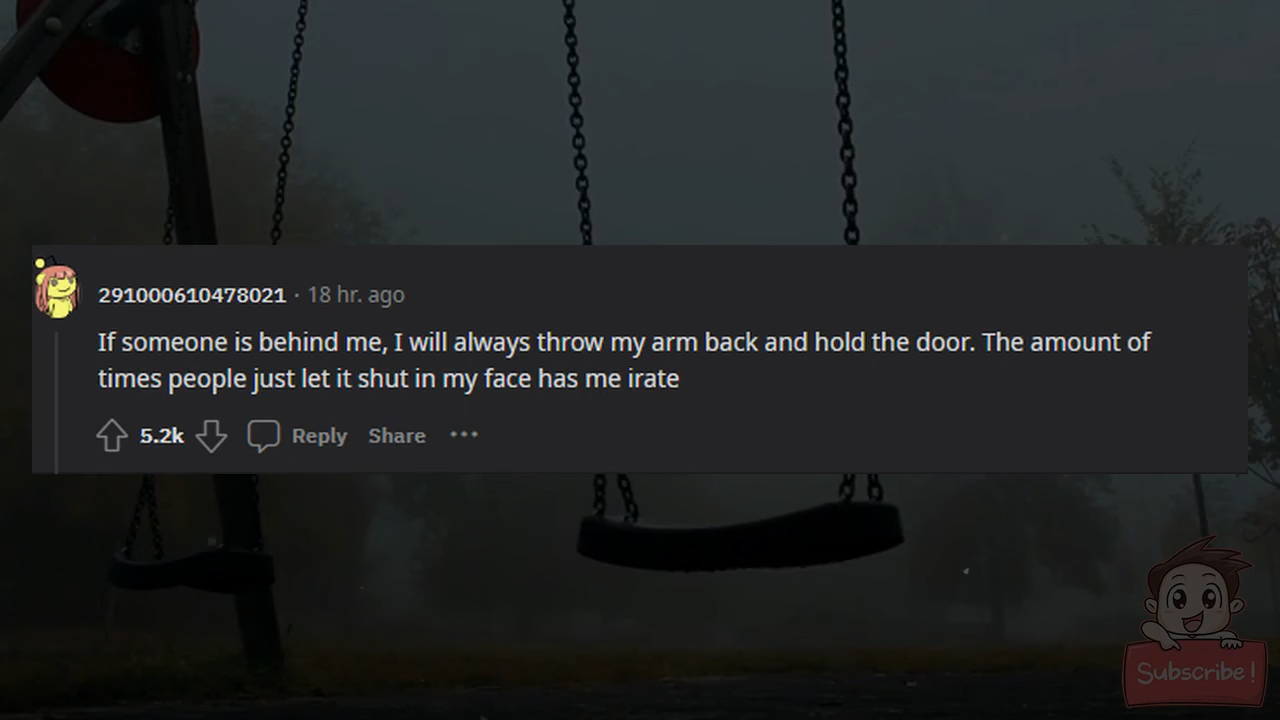 291000610478021 · 18 hr. ago
If someone is behind me, I will always throw my arm back and hold the door. The amount of
times people just let it shut in my face has me irate
5.2k Reply Share ···
Subscribe!